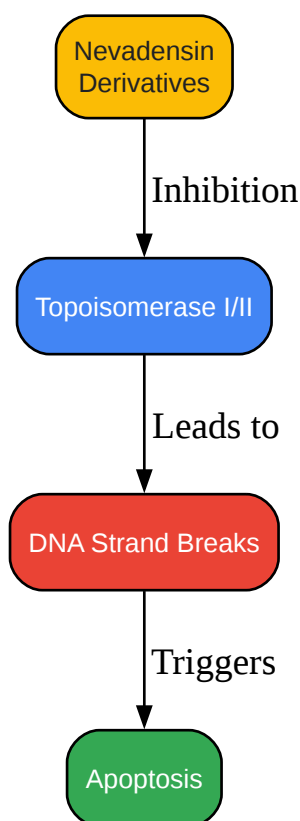 Nevadensin
Derivatives
Inhibition
Topoisomerase I/II
Leads to
DNA Strand Breaks
Triggers
Apoptosis